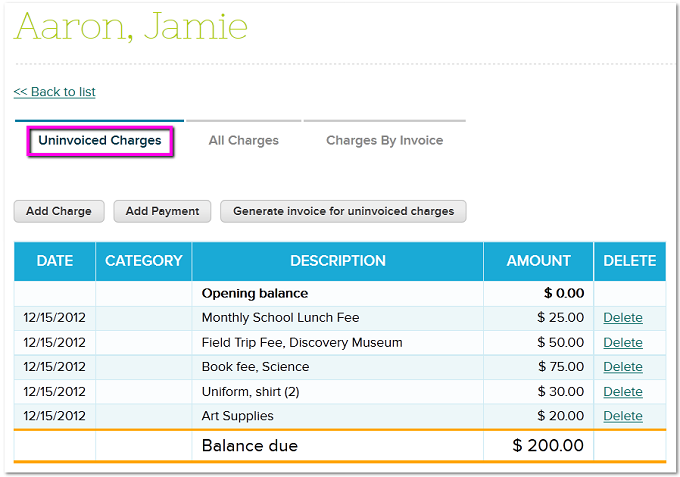 Aaron, Jamie
<< Back to list
Uninvoiced Charges All Charges Charges By Invoice
Add Charge Add Payment Generate invoice for uninvoiced charges
DATE CATEGORY DESCRIPTION AMOUNT DELETE
Opening balance $ 0.00
12/15/2012 Monthly School Lunch Fee $ 25.00 Delete
12/15/2012 Field Trip Fee, Discovery Museum $ 50.00 Delete
12/15/2012 Book fee, Science $ 75.00 Delete
12/15/2012 Uniform, shirt (2) $ 30.00 Delete
12/15/2012 Art Supplies $ 20.00 Delete
Balance due $ 200.00